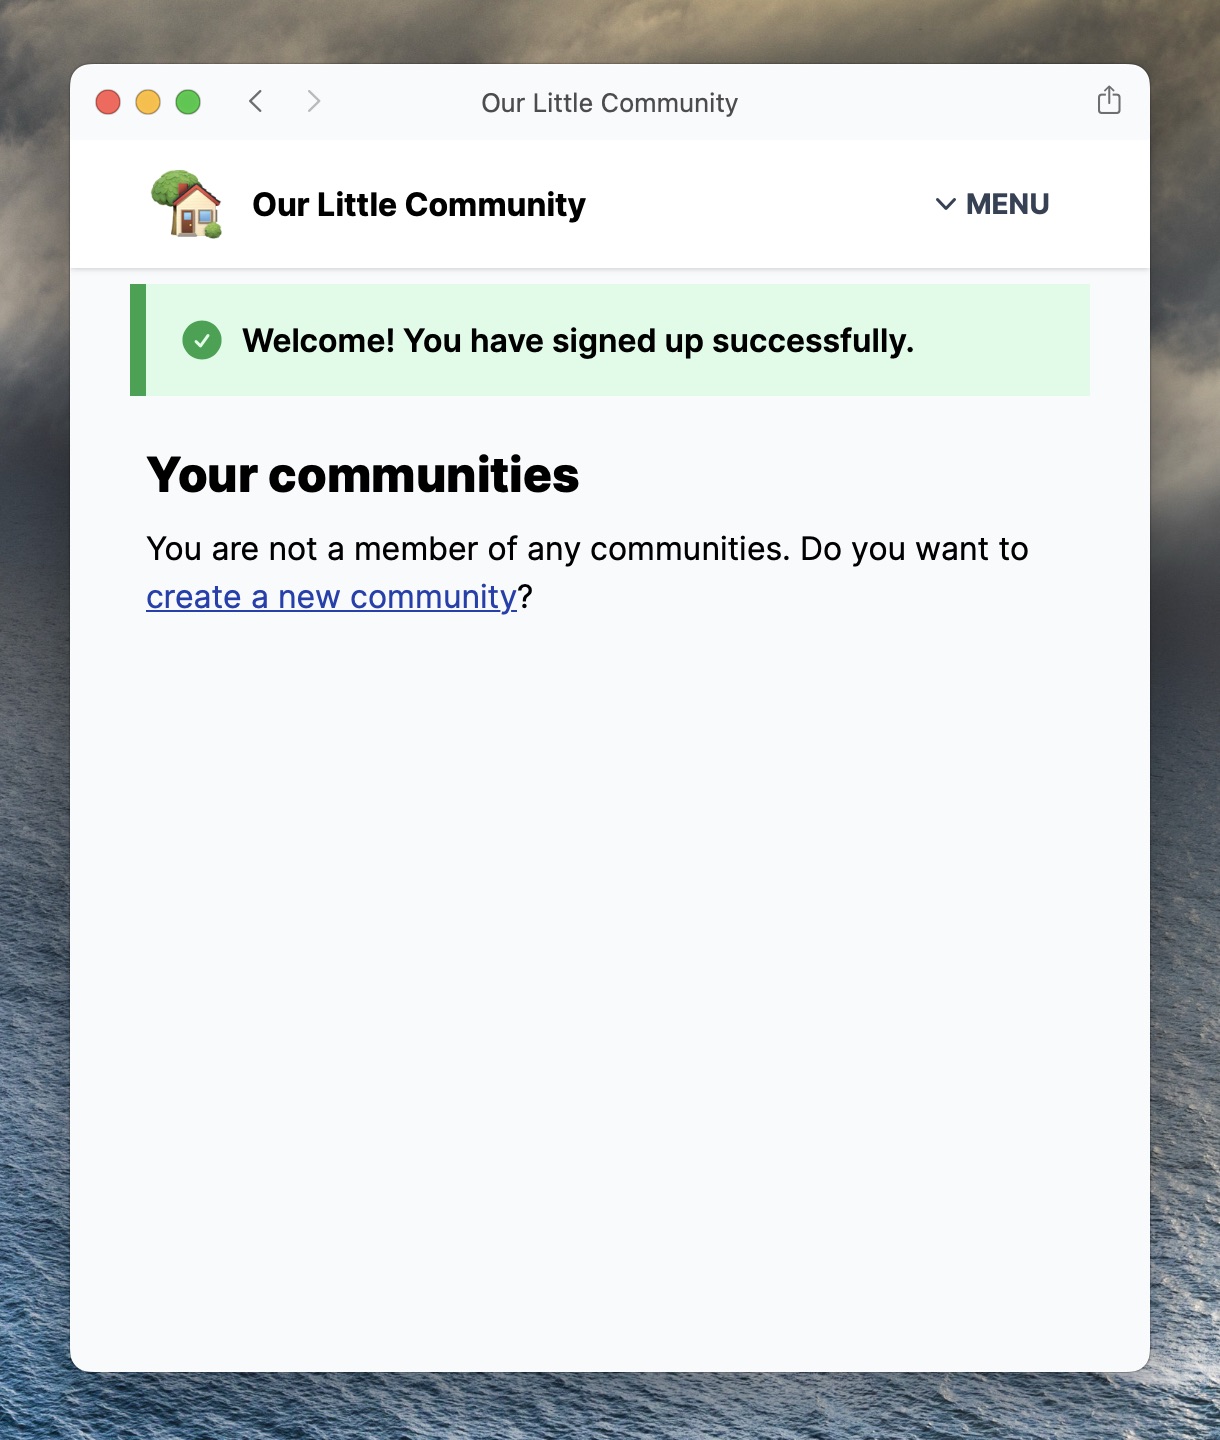 Our Little Community
Our Little Community
MENU
Welcome! You have signed up successfully.
Your communities
You are not a member of any communities. Do you want to
create a new community?